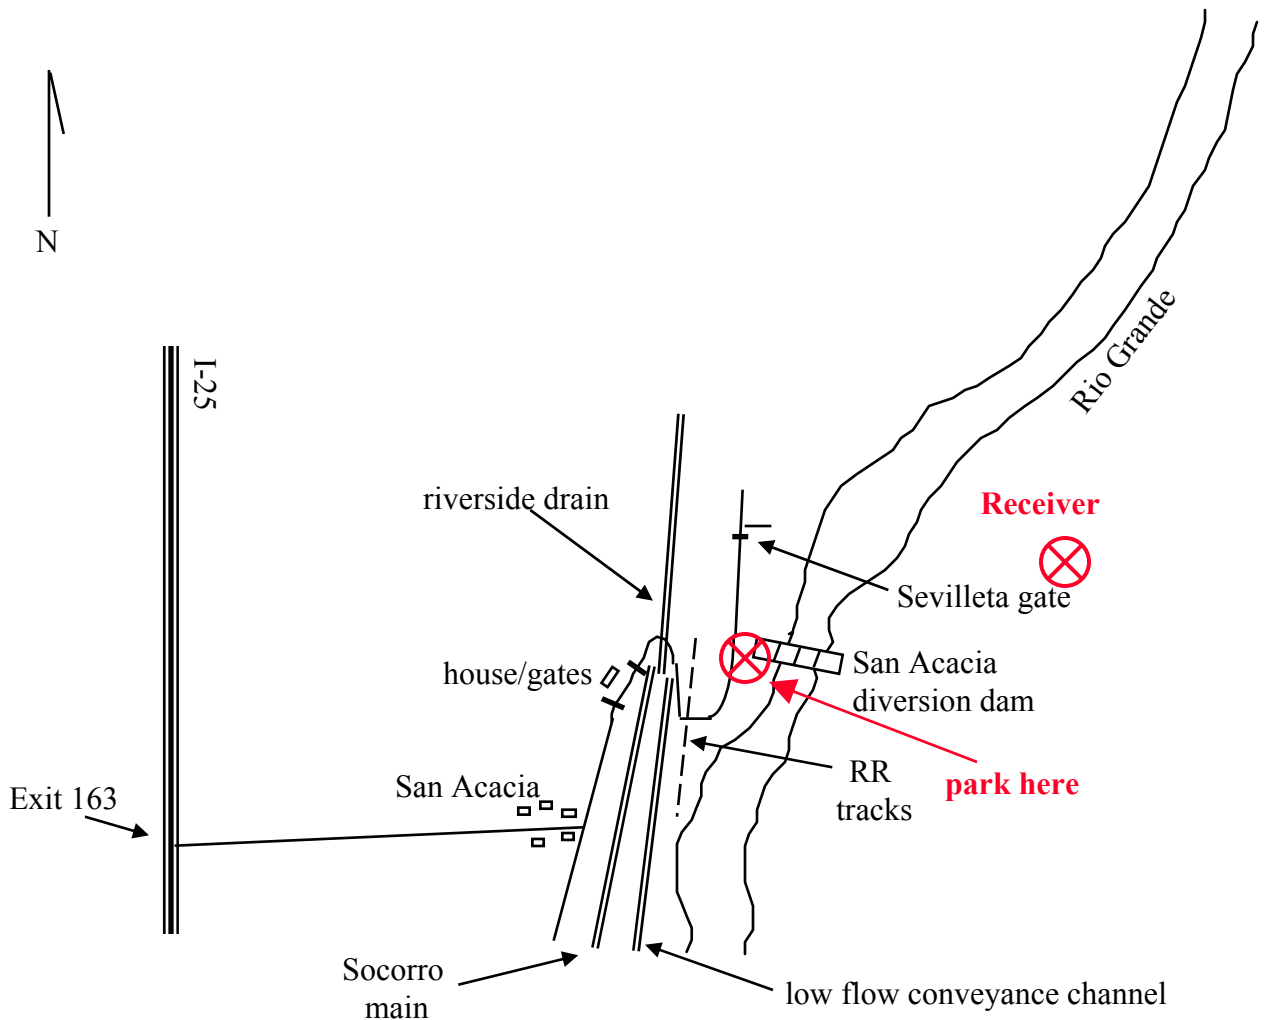 N
I-25
Rio Grande
riverside drain
Receiver
Sevilleta gate
house/gates
San Acacia
diversion dam
San Acacia
RR
tracks
park here
Exit 163
Socorro
main
low flow conveyance channel